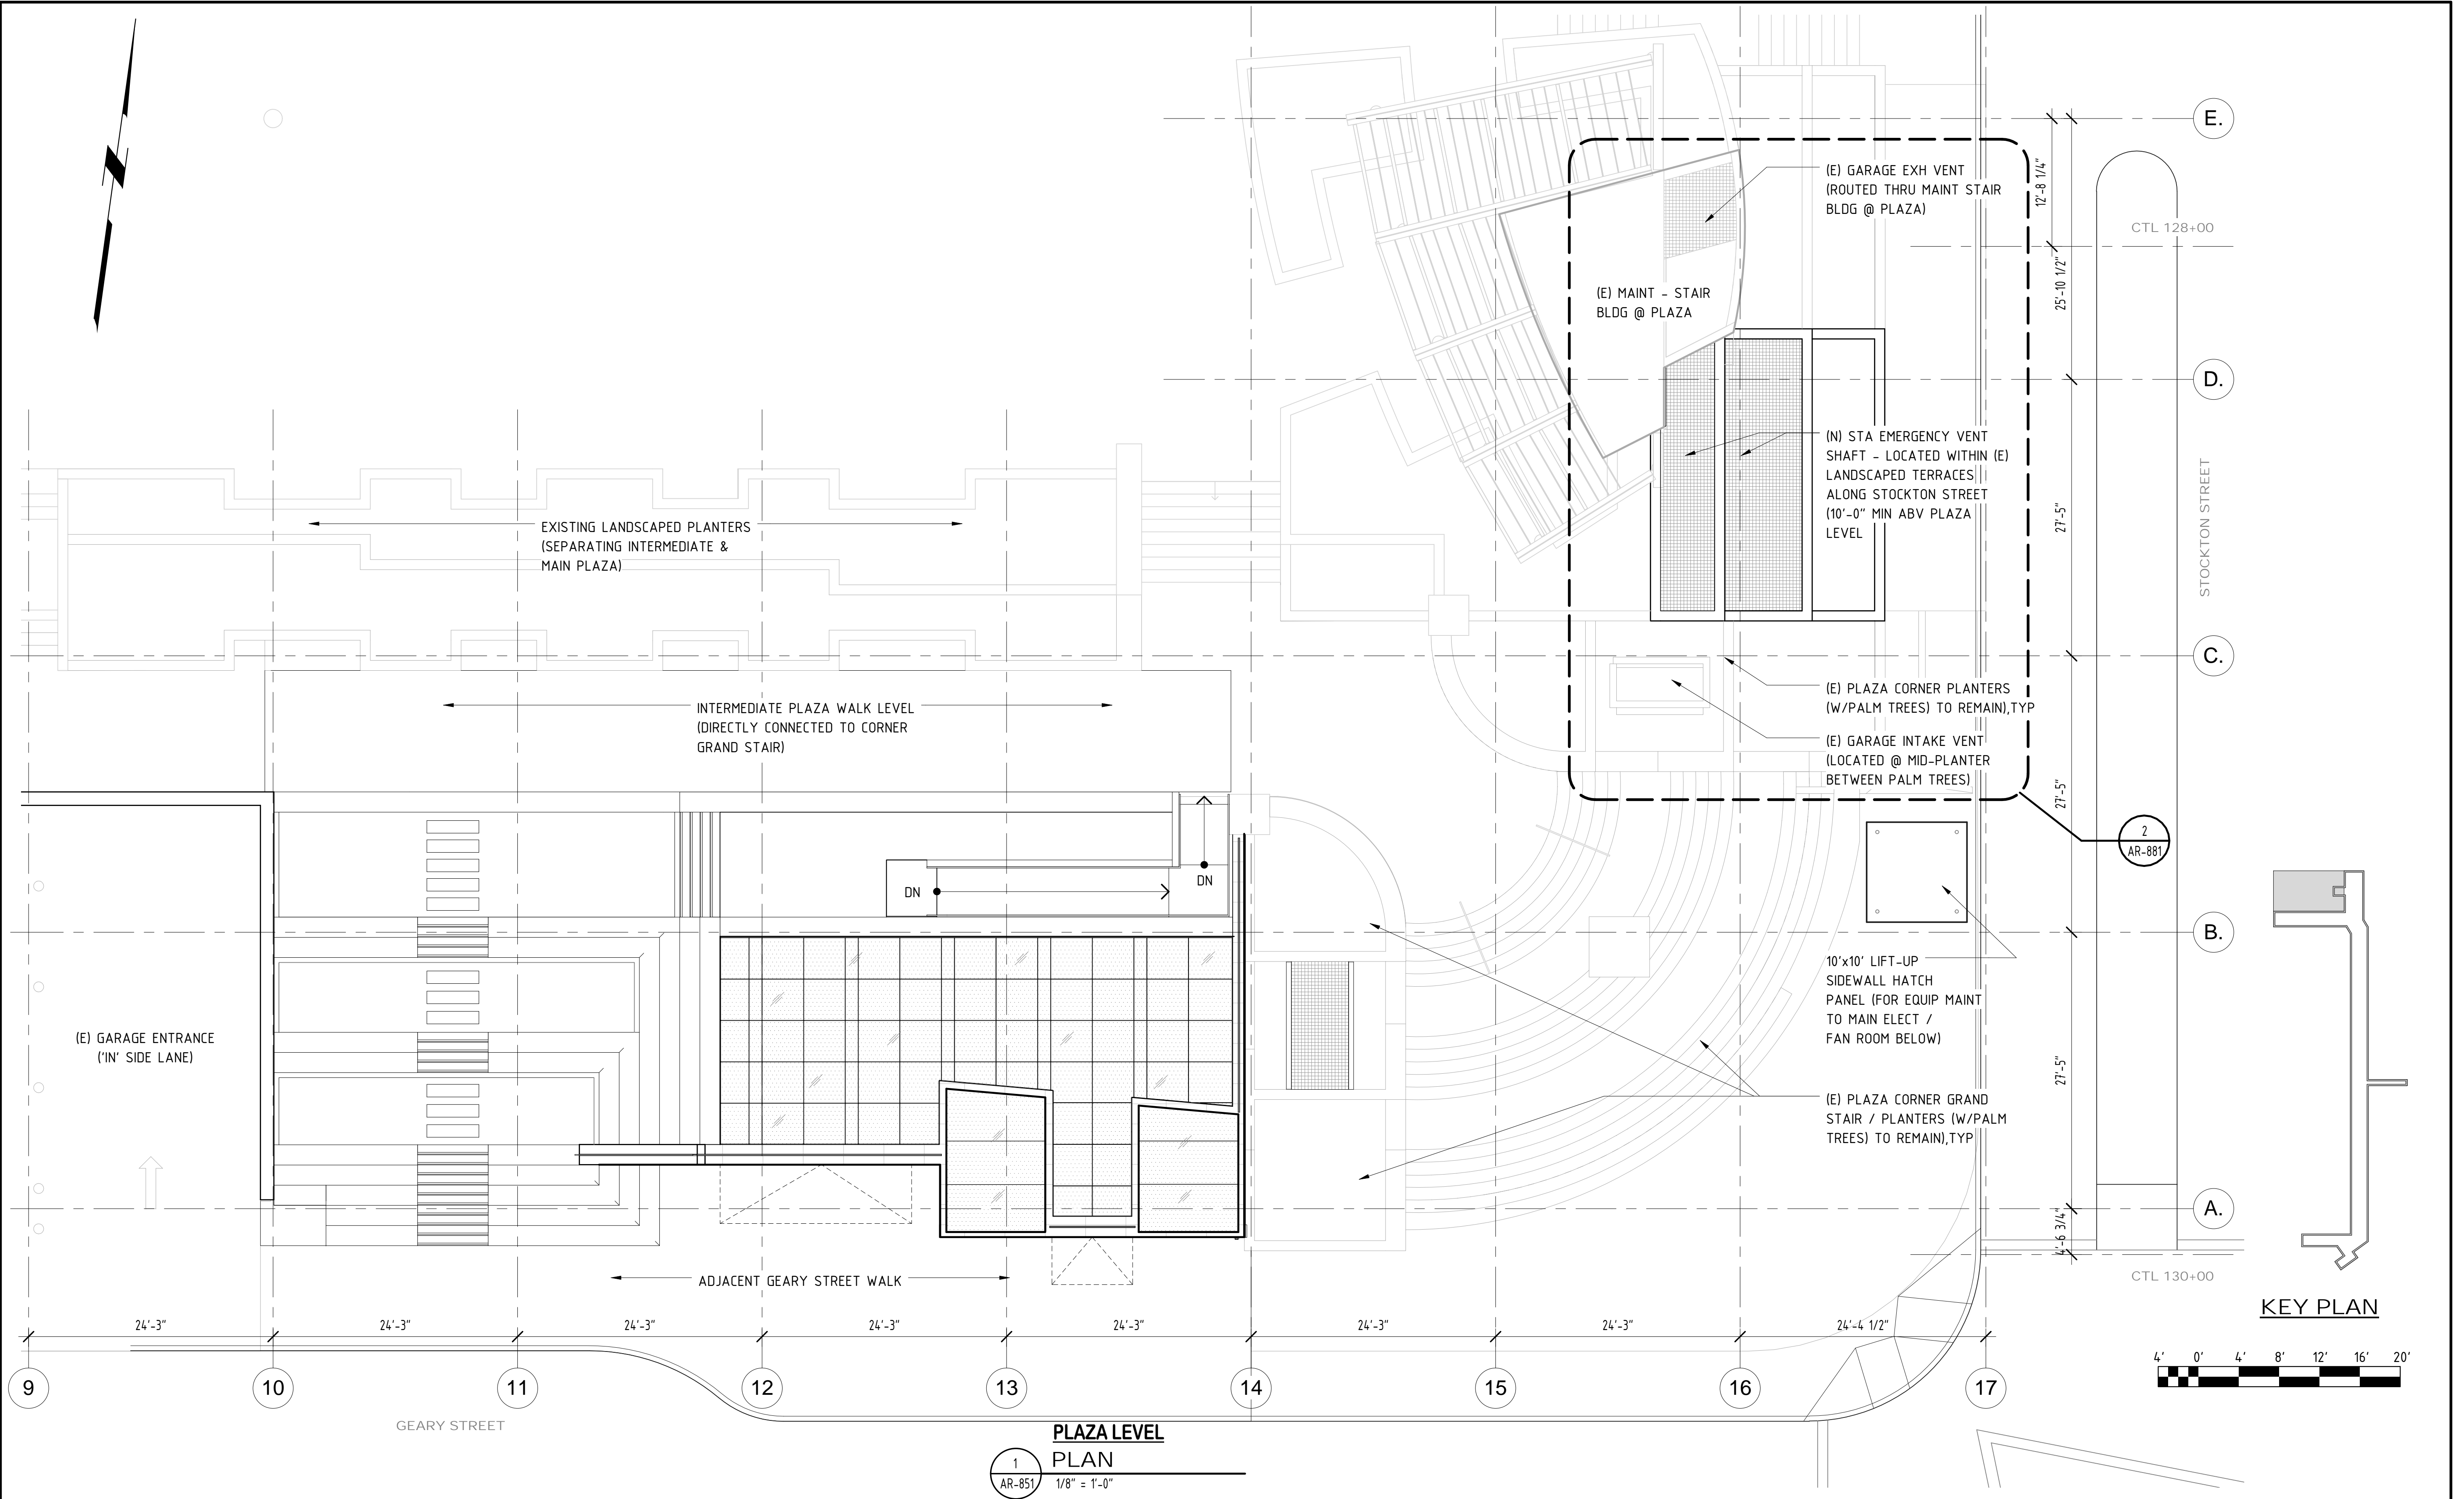 E.
(E) GARAGE EXH VENT
(ROUTED THRU MAINT STAIR
BLDG @ PLAZA)
12'-8 1/4"
CTL 128+00
25'-10 1/2"
(E) MAINT - STAIR
BLDG @ PLAZA
D.
(N) STA EMERGENCY VENT
SHAFT - LOCATED WITHIN (E)
LANDSCAPED TERRACES
ALONG STOCKTON STREET
(10'-0" MIN ABV PLAZA
LEVEL
27'-5"
STOCKTON STREET
EXISTING LANDSCAPED PLANTERS
(SEPARATING INTERMEDIATE &
MAIN PLAZA)
C.
(E) PLAZA CORNER PLANTERS
(W/PALM TREES) TO REMAIN),TYP
INTERMEDIATE PLAZA WALK LEVEL
(DIRECTLY CONNECTED TO CORNER
GRAND STAIR)
(E) GARAGE INTAKE VENT
(LOCATED @ MID-PLANTER
BETWEEN PALM TREES)
27'-5"
2
AR-881
DN
DN
B.
10'x10' LIFT-UP
SIDEWALL HATCH
PANEL (FOR EQUIP MAINT
TO MAIN ELECT /
FAN ROOM BELOW)
(E) GARAGE ENTRANCE
('IN' SIDE LANE)
27'-5"
(E) PLAZA CORNER GRAND
STAIR / PLANTERS (W/PALM
TREES) TO REMAIN),TYP
A.
4'-6 3/4"
ADJACENT GEARY STREET WALK
CTL 130+00
KEY PLAN
24'-3"
24'-3"
24'-3"
24'-3"
24'-3"
24'-3"
24'-3"
24'-4 1/2"
4' 0' 4' 8' 12' 16' 20'
9
10
11
12
13
14
15
16
17
GEARY STREET
PLAZA LEVEL
PLAN
1
AR-851
1/8" = 1'-0"